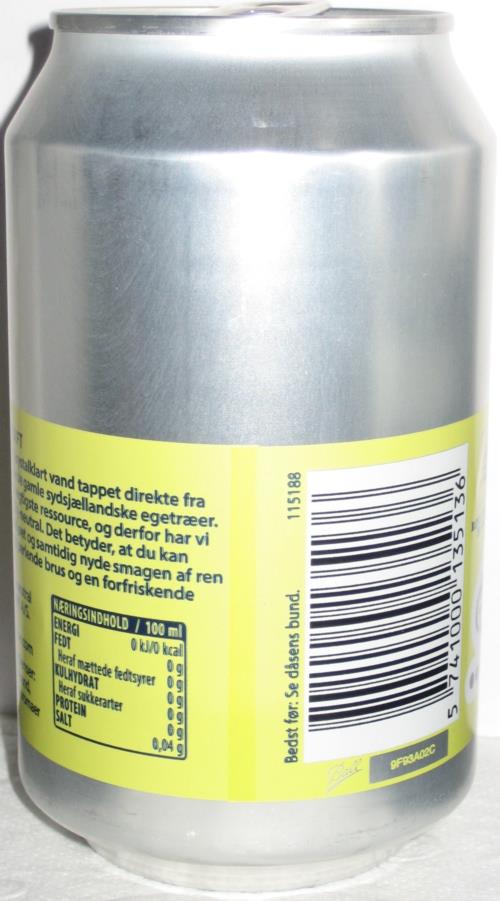 FT
vand tappet direkte fra
gamle sydsjællandske egetræer.
ressource, og derfor har vi
Det betyder, at du kan
og samtidig nyde smagen af ren
brus og en forfriskende
NÆRINGSINDHOLD / 100 ml
ENERGI 0 kJ/0 kcal
FEDT 0 g
Heraf mættede fedtsyrer 0 g
KULHYDRAT 0 g
Heraf sukkerarter 0 g
PROTEIN 0 g
SALT 0,04 g
Bedst før: Se dåsens bund.
115188
5 741000 135136
Ball
9F93A02C